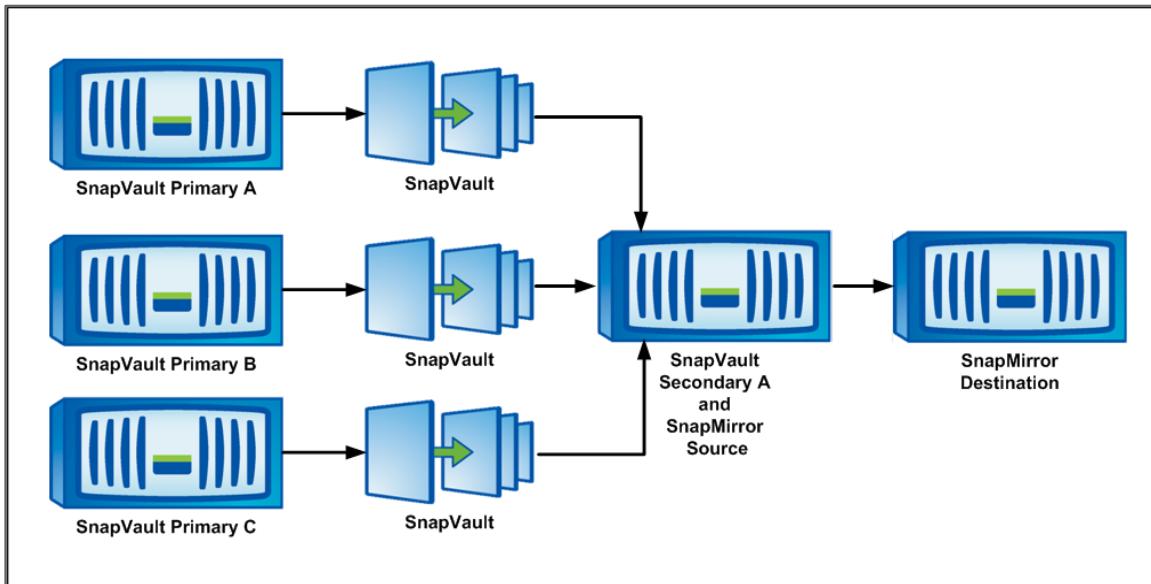 SnapVault Primary A
SnapVault
SnapVault Primary B
SnapVault
SnapVault
Secondary A
and
SnapMirror
Source
SnapMirror
Destination
SnapVault Primary C
SnapVault